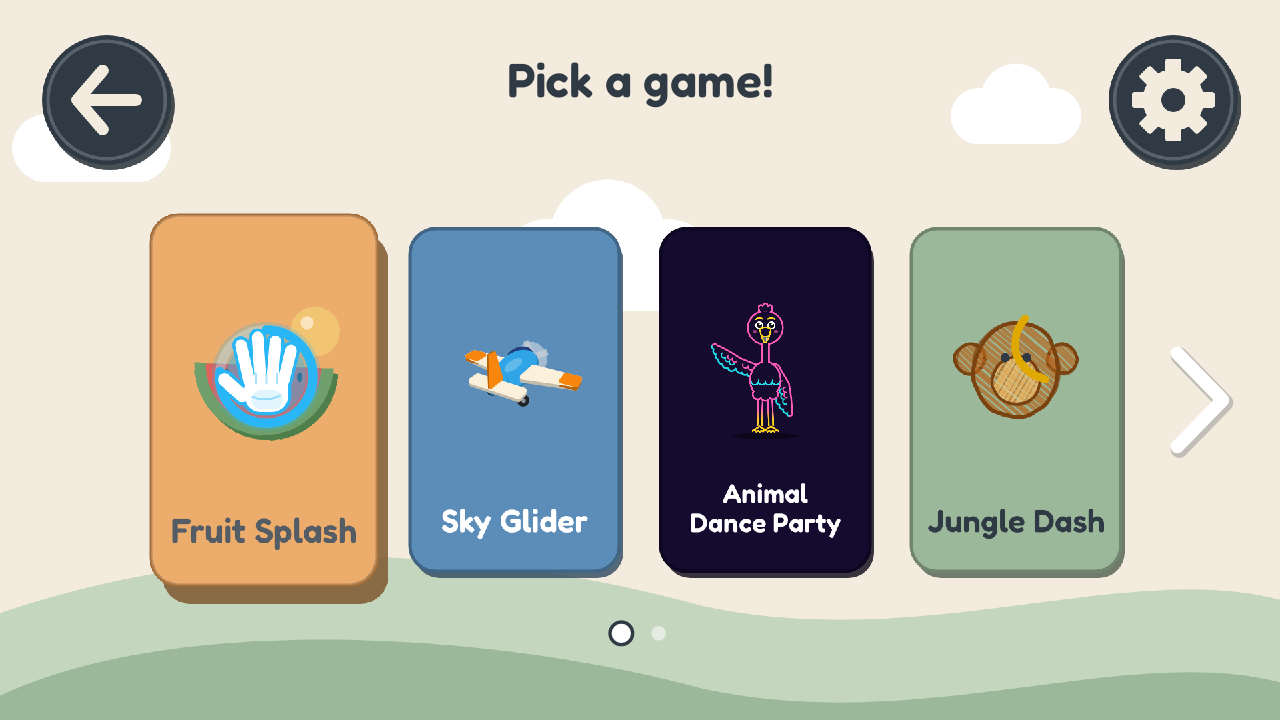 Pick a game!
Fruit Splash
Sky Glider
Animal
Dance Party
Jungle Dash